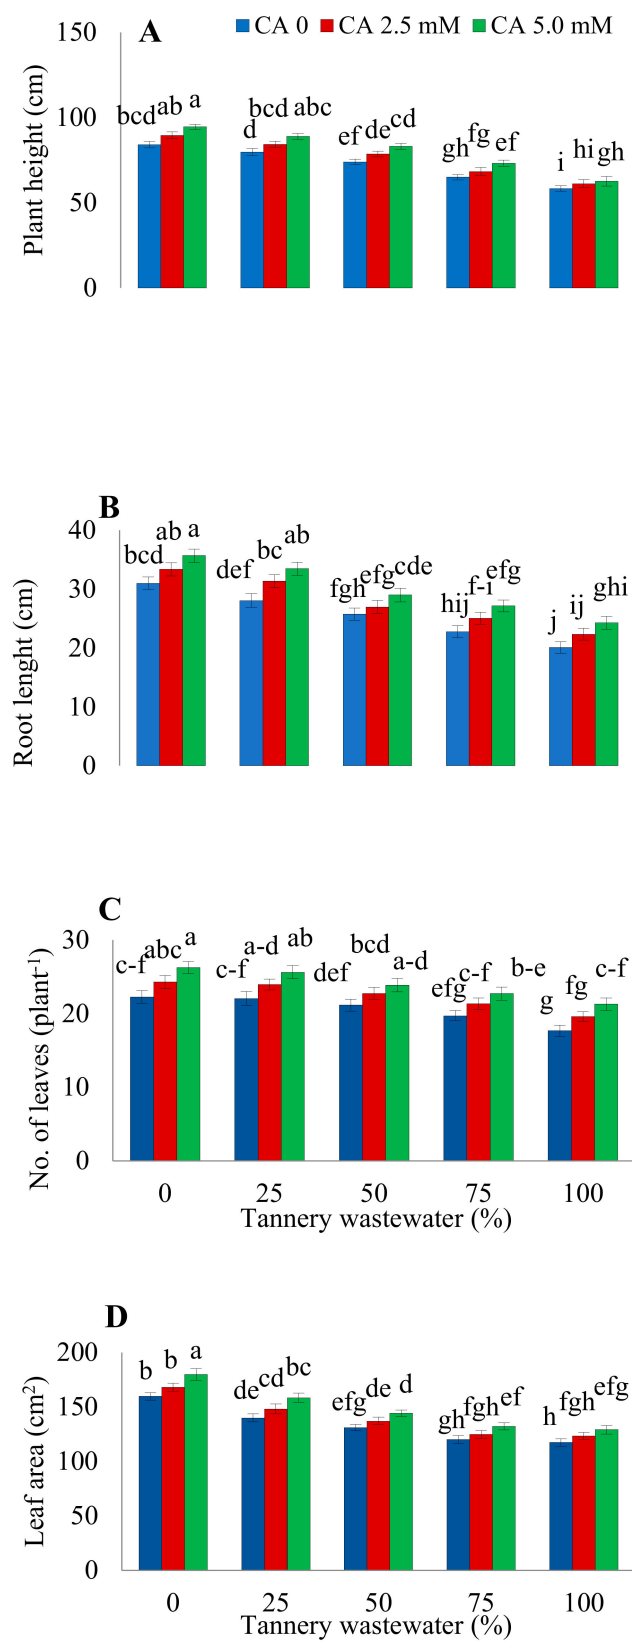 A CA 0 CA 2.5 mM CA 5.0 mM
150
100
50
0
Plant height (cm)
bcd ab a
d bcd abc
ef de cd
gh fg ef
i hi gh
B
40
30
20
10
0
Root lenght (cm)
bcd ab a
def bc ab
fgh efg cde
hij f-i efg
j ij ghi
C
30
20
10
0
No. of leaves (plant-1)
c-f abc a
c-f a-d ab
def bcd a-d
efg c-f b-e
g fg c-f
0 25 50 75 100
Tannery wastewater (%)
D
200
150
100
50
0
Leaf area (cm2)
b b a
de cd bc
efg de d
gh fgh ef
h fgh efg
0 25 50 75 100
Tannery wastewater (%)